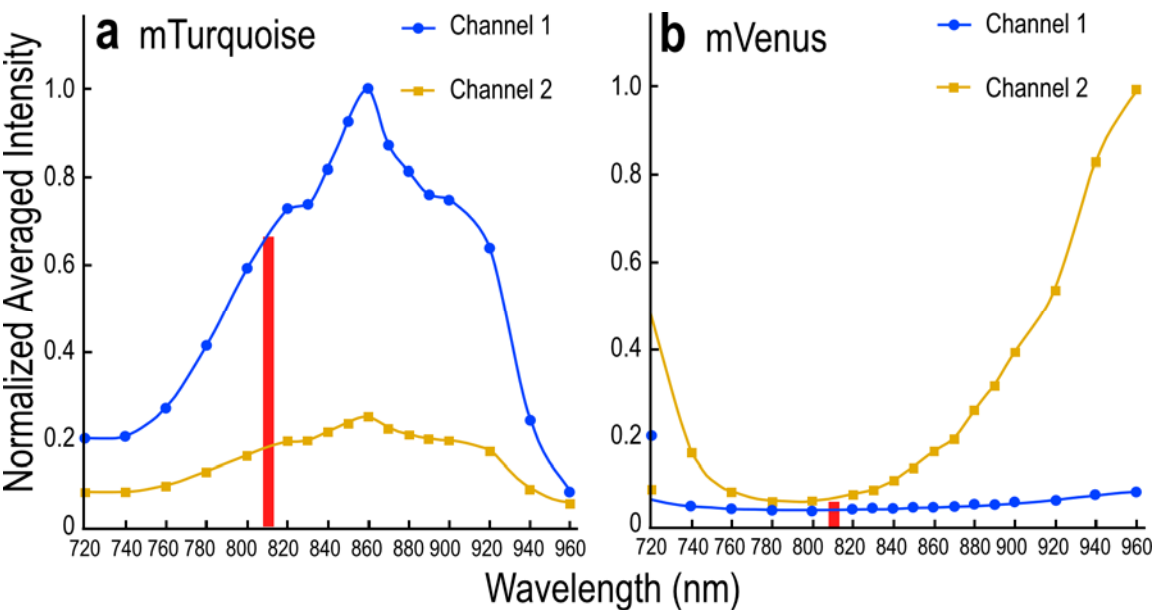 a mTurquoise
Channel 1
Channel 2
b mVenus
Channel 1
Channel 2
Normalized Averaged Intensity
1.0
0.8
0.6
0.4
0.2
0
720 740 760 780 800 820 840 860 880 900 920 940 960
1.0
0.8
0.6
0.4
0.2
0
720 740 760 780 800 820 840 860 880 900 920 940 960
Wavelength (nm)